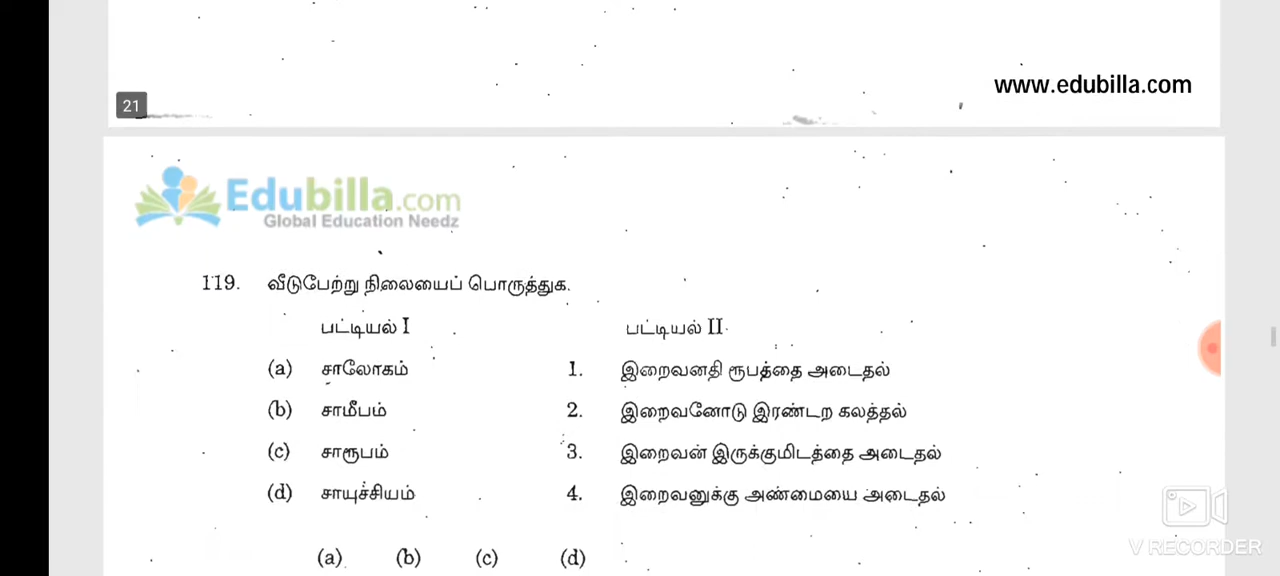 www.edubilla.com
21
Edubilla.com
Global Education Needz
119. வீடுபேற்று நிலையைப் பொருத்துக.
பட்டியல் I பட்டியல் II
(a) சாலோகம் 1. இறைவனதி ரூபத்தை அடைதல்
(b) சாமீபம் 2. இறைவனோடு இரண்டற கலத்தல்
(c) சாரூபம் 3. இறைவன் இருக்குமிடத்தை அடைதல்
(d) சாயுச்சியம் 4. இறைவனுக்கு அண்மையை அடைதல்
(a) (b) (c) (d)
V RECORDER